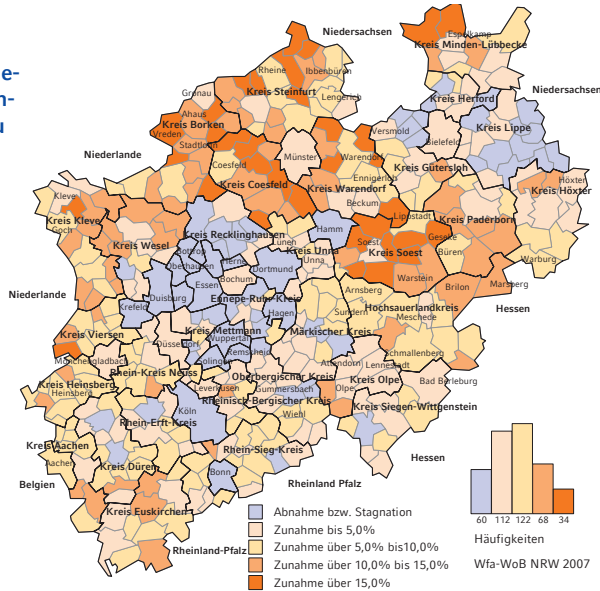 e-
n-
u
Niedersachsen
Espelkamp
Kreis Minden-Lübbecke
Rheine
Ibbenbüren
Kreis Steinfurt
Lengerich
Gronau
Niedersachsen
Kreis Herford
Ahaus
Kreis Borken
Vreden
Stadtlohn
Versmold
Bielefeld
Kreis Lippe
Niederlande
Coesfeld
Münster
Warendorf
Kreis Gütersloh
Ennigerloh
Kreis Coesfeld
Kreis Warendorf
Beckum
Höxter
Kreis Höxter
Kleve
Kreis Kleve
Goch
Lippstadt
Kreis Paderborn
Kreis Recklinghausen
Hamm
Kreis Wesel
Lünen
Kreis Unna
Unna
Soest
Geseke
Kreis Soest
Büren
Warburg
Bottrop
Oberhausen
Herne
Dortmund
Bochum
Essen
Warstein
Marsberg
Brilon
Niederlande
Duisburg
Ennepe-Ruhr-Kreis
Arnsberg
Hessen
Krefeld
Hagen
Sundern
Hochsauerlandkreis
Meschede
Kreis Viersen
Kreis Mettmann
Wuppertal
Märkischer Kreis
Düsseldorf
Remscheid
Solingen
Schmallenberg
Mönchengladbach
Rhein-Kreis Neuss
Attendorn
Lennestadt
Kreis Heinsberg
Heinsberg
Leverkusen
Oberbergischer Kreis
Gummersbach
Olpe
Kreis Olpe
Bad Berleburg
Rheinisch-Bergischer Kreis
Köln
Wiehl
Kreis Siegen-Wittgenstein
Rhein-Erft-Kreis
Kreis Aachen
Aachen
Kreis Düren
Rhein-Sieg-Kreis
Bonn
Hessen
Belgien
Rheinland Pfalz
Kreis Euskirchen
Rheinland-Pfalz
Abnahme bzw. Stagnation
Zunahme bis 5,0%
Zunahme über 5,0% bis10,0%
Zunahme über 10,0% bis 15,0%
Zunahme über 15,0%
60 112 122 68 34
Häufigkeiten
Wfa-WoB NRW 2007